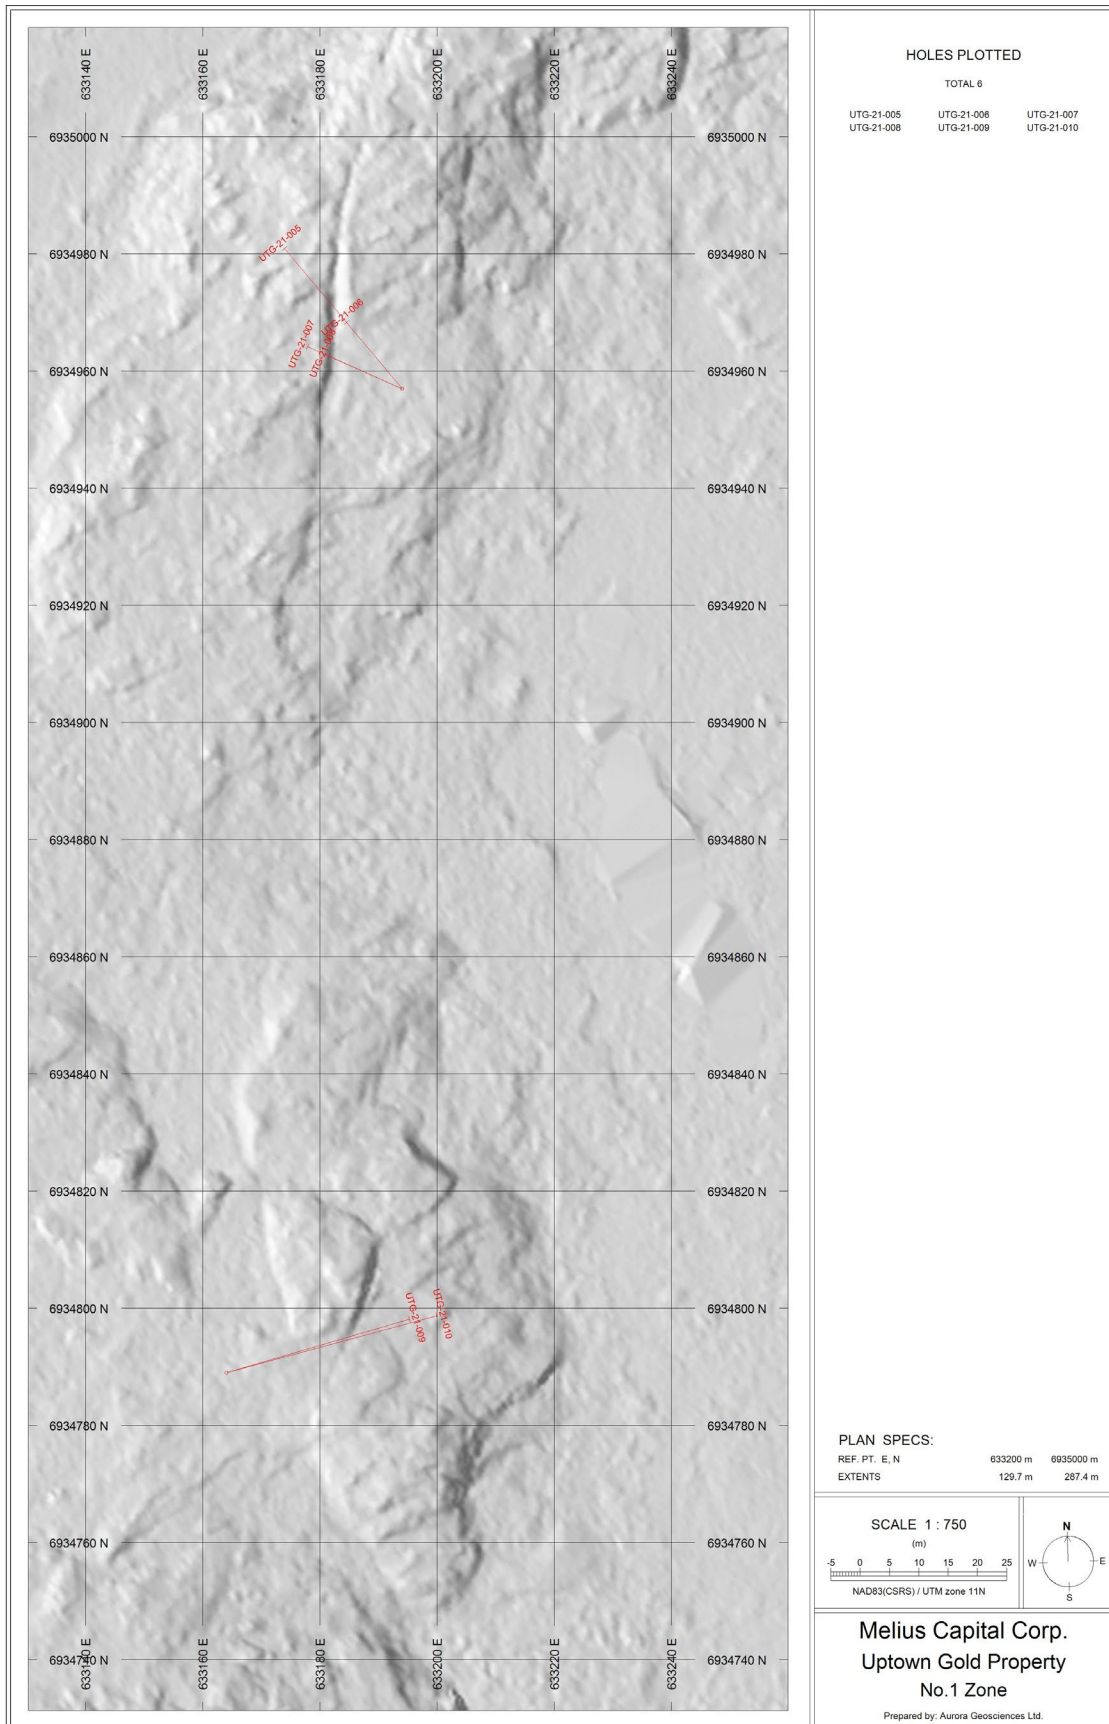 633140 E 633160 E 633180 E 633200 E 633220 E 633240 E
6935000 N 6935000 N
6934980 N 6934980 N
UTG-21-005
UTG-21-006
UTG-21-007
UTG-21-008
6934960 N 6934960 N
6934940 N 6934940 N
6934920 N 6934920 N
6934900 N 6934900 N
6934880 N 6934880 N
6934860 N 6934860 N
6934840 N 6934840 N
6934820 N 6934820 N
6934800 N 6934800 N
UTG-21-009
UTG-21-010
6934780 N 6934780 N
6934760 N 6934760 N
6934740 N 6934740 N
633140 E 633160 E 633180 E 633200 E 633220 E 633240 E
HOLES PLOTTED
TOTAL 6
UTG-21-005 UTG-21-006 UTG-21-007
UTG-21-008 UTG-21-009 UTG-21-010
PLAN SPECS:
REF. PT. E, N 633200 m 6935000 m
EXTENTS 129.7 m 287.4 m
SCALE 1 : 750
(m)
-5 0 5 10 15 20 25
NAD83(CSRS) / UTM zone 11N
N
W E
S
Melius Capital Corp.
Uptown Gold Property
No.1 Zone
Prepared by: Aurora Geosciences Ltd.